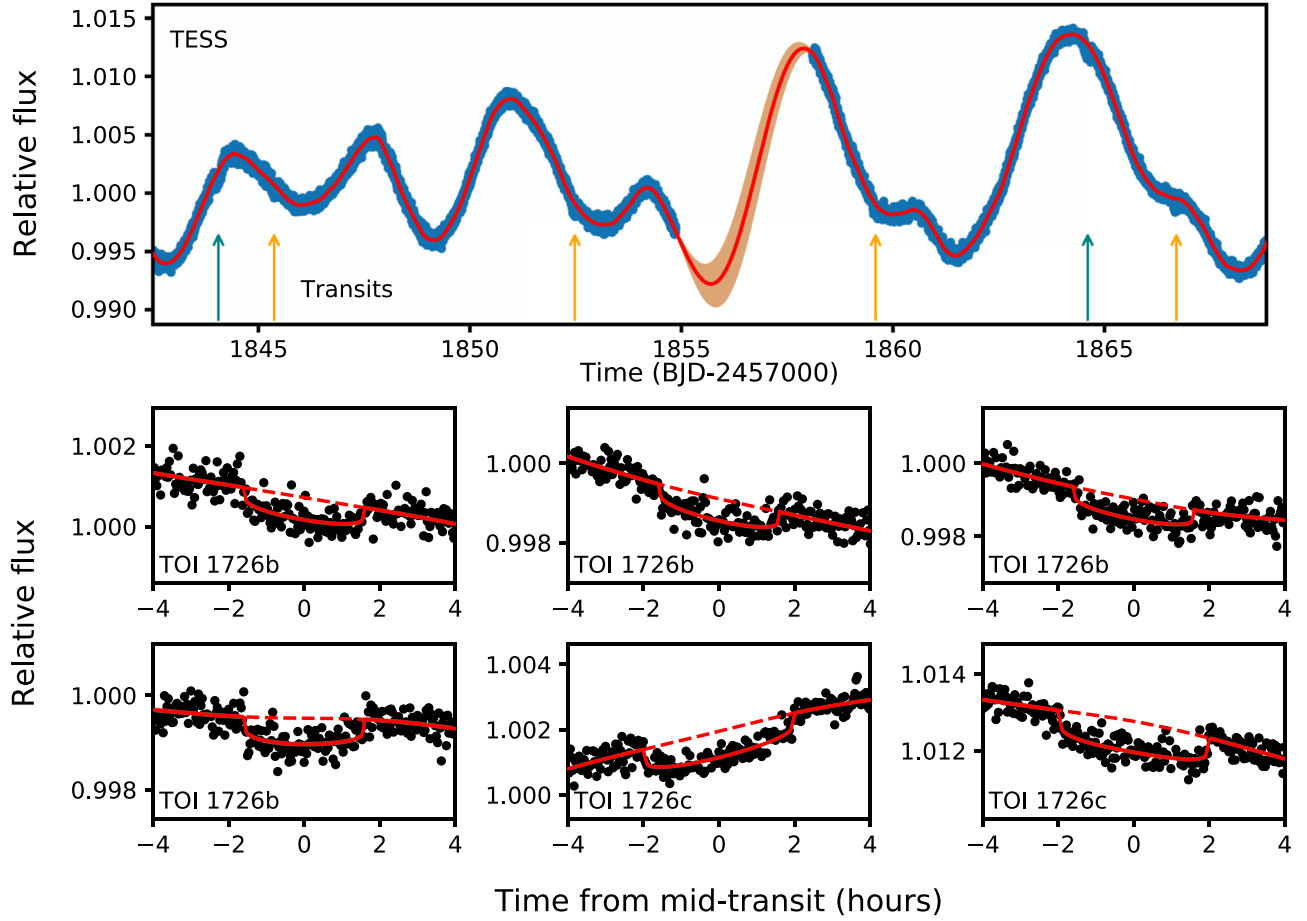 1.015
1.010
1.005
1.000
0.995
0.990
Relative flux
TESS
Transits
1845 1850 1855 1860 1865
Time (BJD-2457000)
1.002
1.000
TOI 1726b
−4 −2 0 2 4
1.000
0.998
TOI 1726b
−4 −2 0 2 4
1.000
0.998
TOI 1726b
−4 −2 0 2 4
Relative flux
1.000
0.998
TOI 1726b
−4 −2 0 2 4
1.004
1.002
1.000
TOI 1726c
−4 −2 0 2 4
1.014
1.012
TOI 1726c
−4 −2 0 2 4
Time from mid-transit (hours)